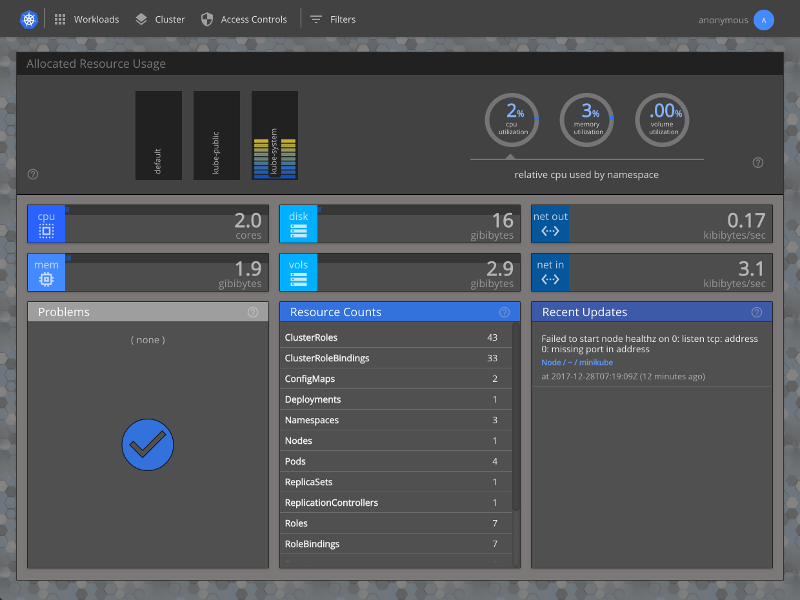 Workloads
Cluster
Access Controls
Filters
anonymous
A
Allocated Resource Usage
default
kube-public
kube-system
2%
cpu
utilization
3%
memory
utilization
.00%
volume
utilization
relative cpu used by namespace
cpu
2.0
cores
disk
16
gibibytes
net out
0.17
kibibytes/sec
mem
1.9
gibibytes
vols
2.9
gibibytes
net in
3.1
kibibytes/sec
Problems
( none )
Resource Counts
ClusterRoles 43
ClusterRoleBindings 33
ConfigMaps 2
Deployments 1
Namespaces 3
Nodes 1
Pods 4
ReplicaSets 1
ReplicationControllers 1
Roles 7
RoleBindings 7
Recent Updates
Failed to start node healthz on 0: listen tcp: address
0: missing port in address
Node / ~ / minikube
at 2017-12-28T07:19:09Z (12 minutes ago)